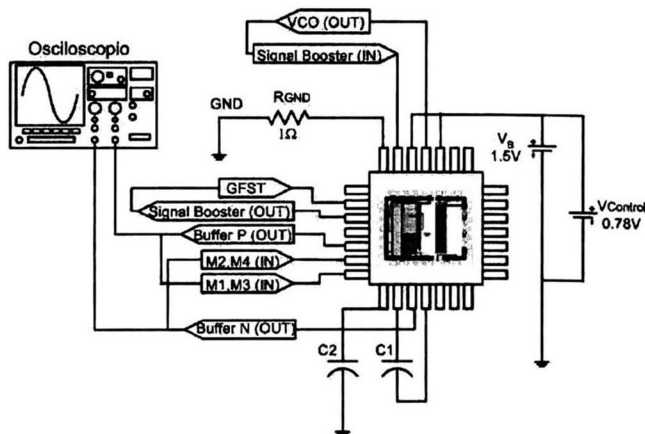 VCO (OUT)
Osciloscopio
Signal Booster (IN)
GND
RGND
1Ω
VB
1.5V
VControl
0.78V
GFST
Signal Booster (OUT)
Buffer P (OUT)
M2,M4 (IN)
M1,M3 (IN)
Buffer N (OUT)
C2
C1